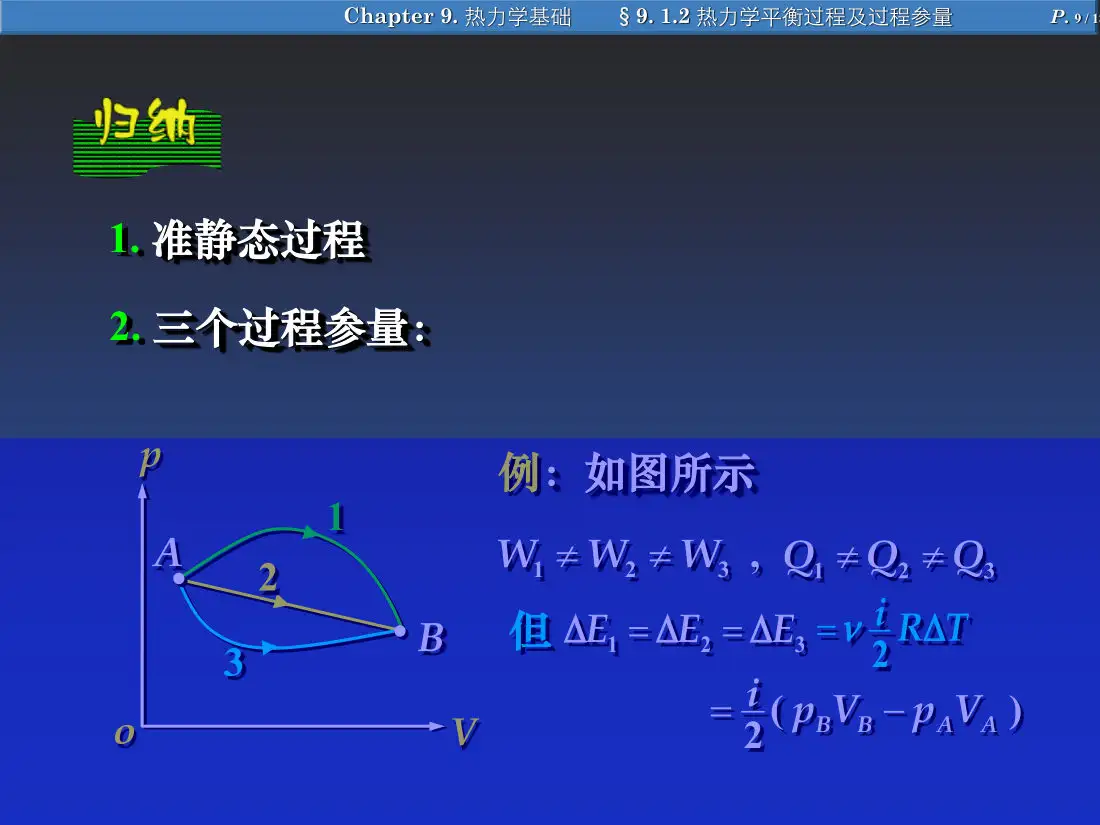 Chapter 9. 热力学基础 §9. 1.2 热力学平衡过程及过程参量 P. 9 / 1
归纳
1. 准静态过程
2. 三个过程参量：
p
A
1
2
3
B
o
V
例：如图所示
W₁ ≠ W₂ ≠ W₃ , Q₁ ≠ Q₂ ≠ Q₃
但 ΔE₁ = ΔE₂ = ΔE₃ = ν i/2 RΔT
= i/2 ( p_B V_B − p_A V_A )